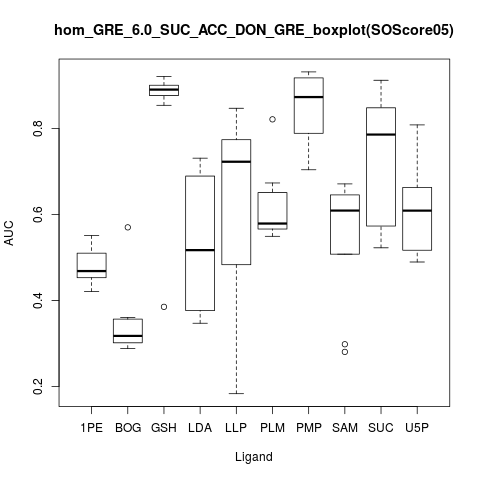 hom_GRE_6.0_SUC_ACC_DON_GRE_boxplot(SOScore05)
AUC
0.8
0.6
0.4
0.2
1PE BOG GSH LDA LLP PLM PMP SAM SUC U5P
Ligand